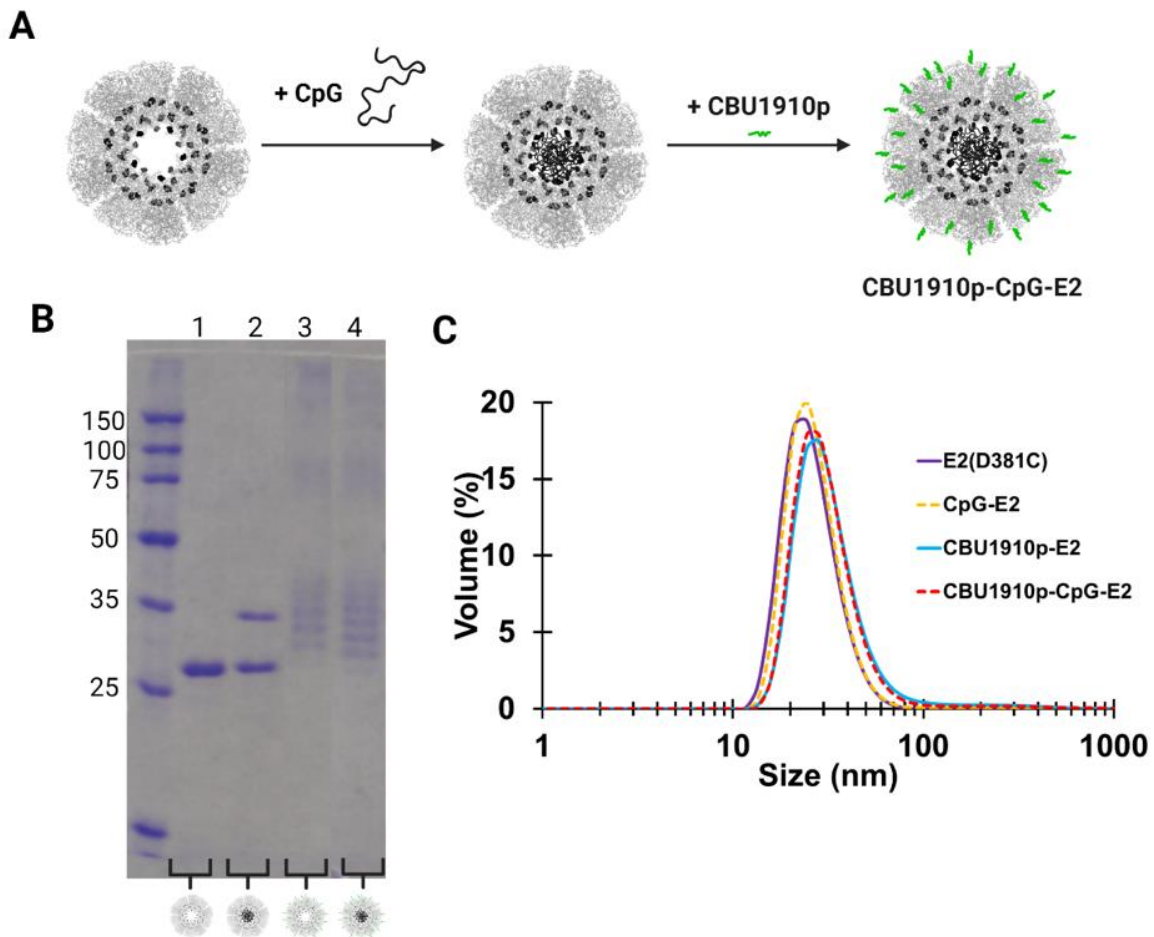 A
+ CpG
+ CBU1910p
CBU1910p-CpG-E2
B
1 2 3 4
150
100
75
50
35
25
C
Volume (%)
20
15
10
5
0
1 10 100 1000
Size (nm)
E2(D381C)
CpG-E2
CBU1910p-E2
CBU1910p-CpG-E2